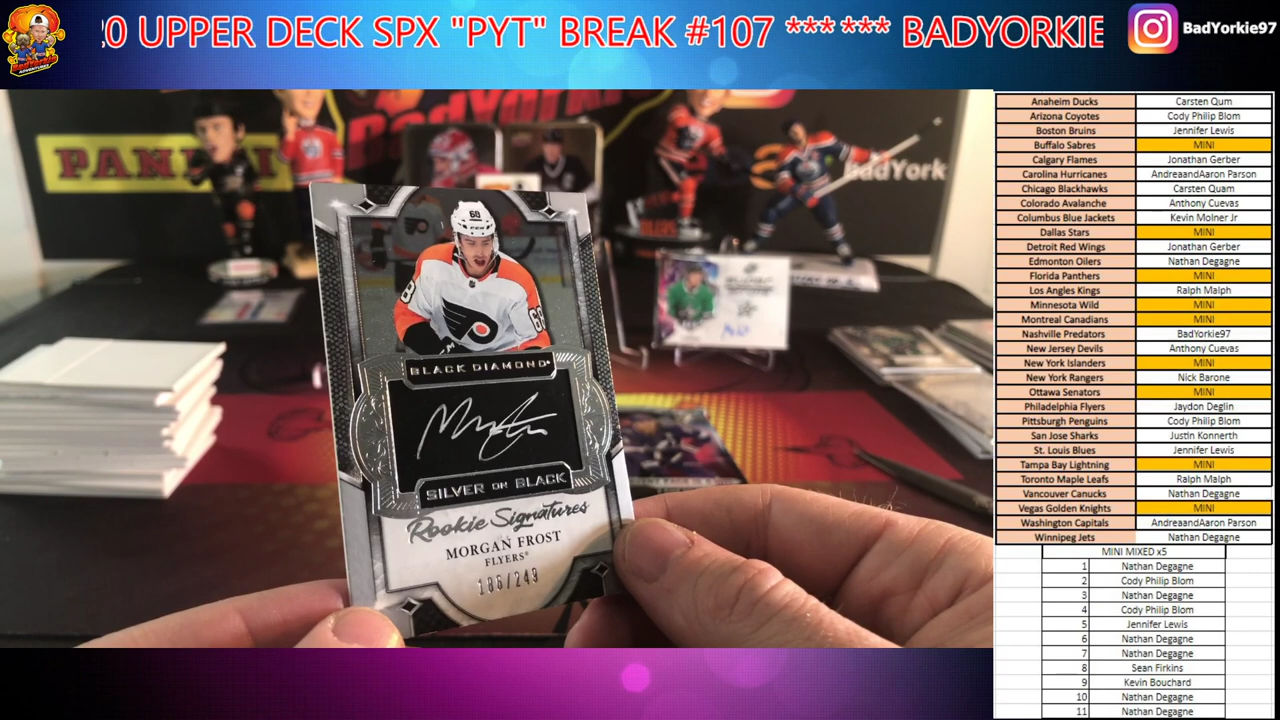 :0 UPPER DECK SPX "PYT" BREAK #107 *** *** BADYORKIE
BadYorkie97
PANINI
BadYork
68
BLACK DIAMOND
SILVER ON BLACK
Rookie Signatures
MORGAN FROST
FLYERS
186/249
Anaheim Ducks Carsten Qum
Arizona Coyotes Cody Philip Blom
Boston Bruins Jennifer Lewis
Buffalo Sabres MINI
Calgary Flames Jonathan Gerber
Carolina Hurricanes AndreaandAaron Parson
Chicago Blackhawks Carsten Quam
Colorado Avalanche Anthony Cuevas
Columbus Blue Jackets Kevin Molner Jr
Dallas Stars MINI
Detroit Red Wings Jonathan Gerber
Edmonton Oilers Nathan Degagne
Florida Panthers MINI
Los Angles Kings Ralph Malph
Minnesota Wild MINI
Montreal Canadians MINI
Nashville Predators BadYorkie97
New Jersey Devils Anthony Cuevas
New York Islanders MINI
New York Rangers Nick Barone
Ottawa Senators MINI
Philadelphia Flyers Jaydon Deglin
Pittsburgh Penguins Cody Philip Blom
San Jose Sharks Justin Konnerth
St. Louis Blues Jennifer Lewis
Tampa Bay Lightning MINI
Toronto Maple Leafs Ralph Malph
Vancouver Canucks Nathan Degagne
Vegas Golden Knights MINI
Washington Capitals AndreaandAaron Parson
Winnipeg Jets Nathan Degagne
MINI MIXED x5
1 Nathan Degagne
2 Cody Philip Blom
3 Nathan Degagne
4 Cody Philip Blom
5 Jennifer Lewis
6 Nathan Degagne
7 Nathan Degagne
8 Sean Firkins
9 Kevin Bouchard
10 Nathan Degagne
11 Nathan Degagne